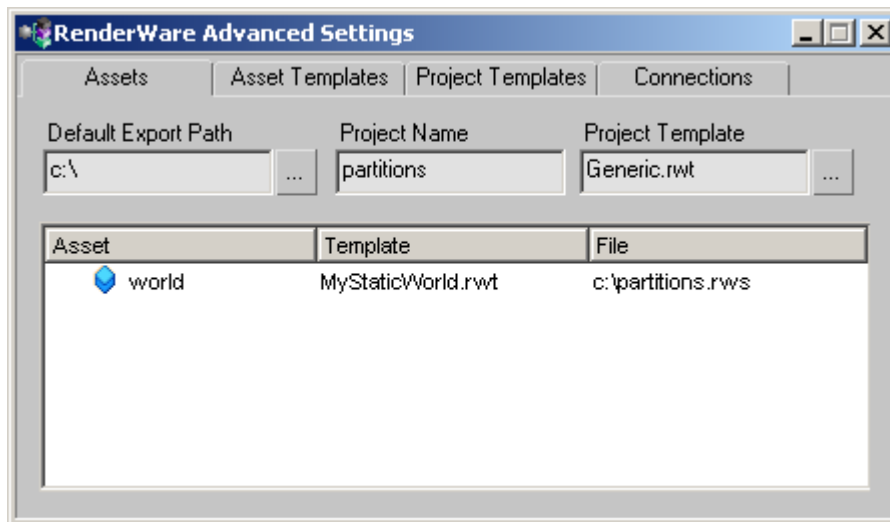 RenderWare Advanced Settings
Assets Asset Templates Project Templates Connections
Default Export Path Project Name Project Template
c:\ ... partitions Generic.rwt ...
Asset Template File
world MyStaticWorld.rwt c:\partitions.rws